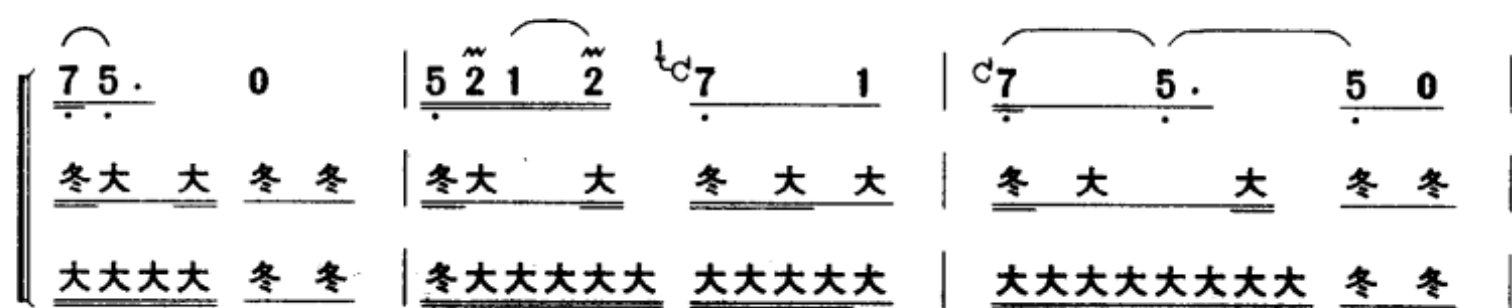 7 5 · 0 | 5 2 1 2 7 1 | 7 5 · 5 0 |
冬大 大 冬 冬 | 冬大 大 冬 大 大 | 冬 大 大 冬 冬 |
大大大大 冬 冬 | 冬大大大大大 大大大大大 | 大大大大大大大大 冬 冬 |